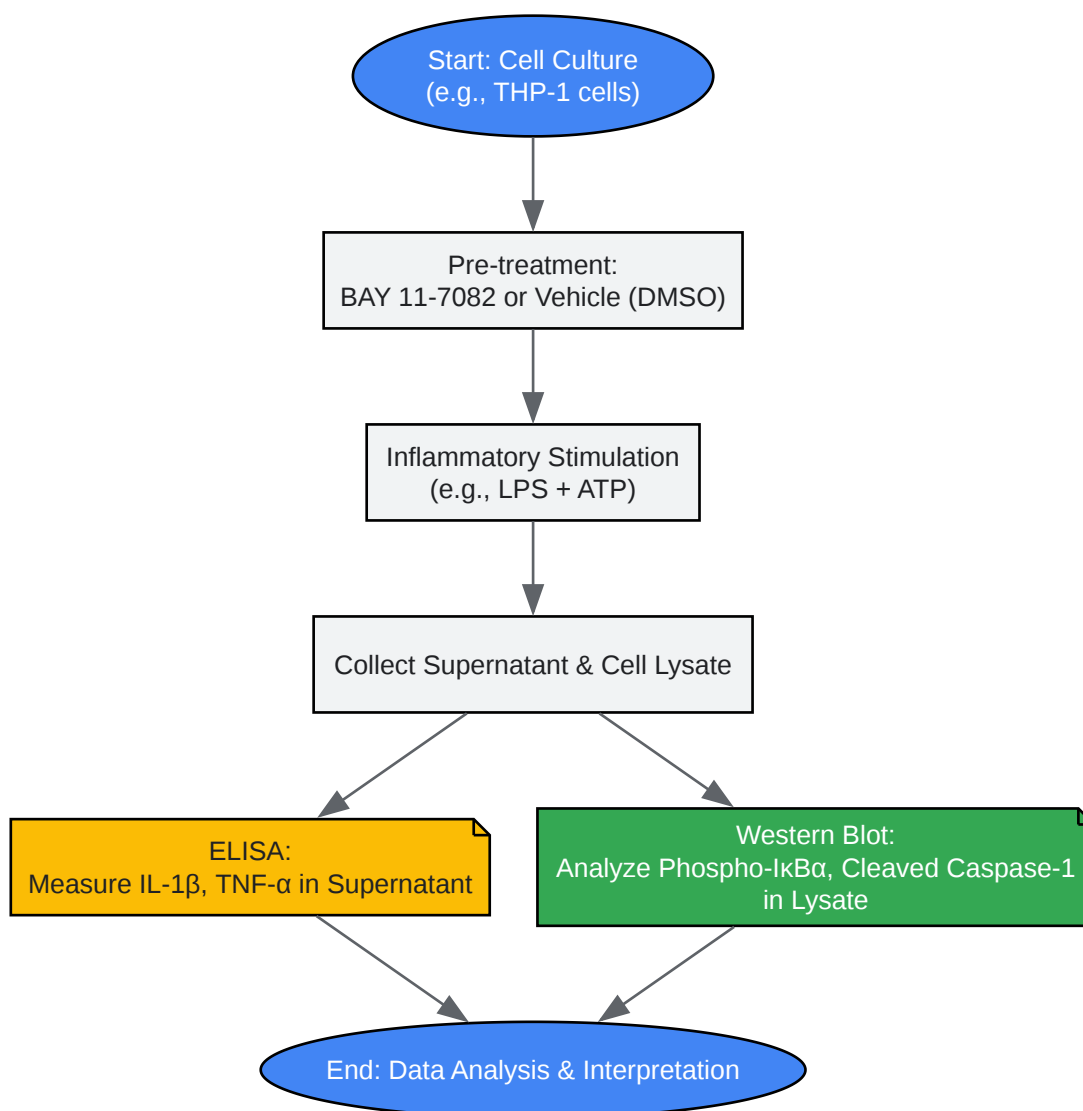 Start: Cell Culture
(e.g., THP-1 cells)
Pre-treatment:
BAY 11-7082 or Vehicle (DMSO)
Inflammatory Stimulation
(e.g., LPS + ATP)
Collect Supernatant & Cell Lysate
ELISA:
Measure IL-1β, TNF-α in Supernatant
Western Blot:
Analyze Phospho-IκBα, Cleaved Caspase-1
in Lysate
End: Data Analysis & Interpretation